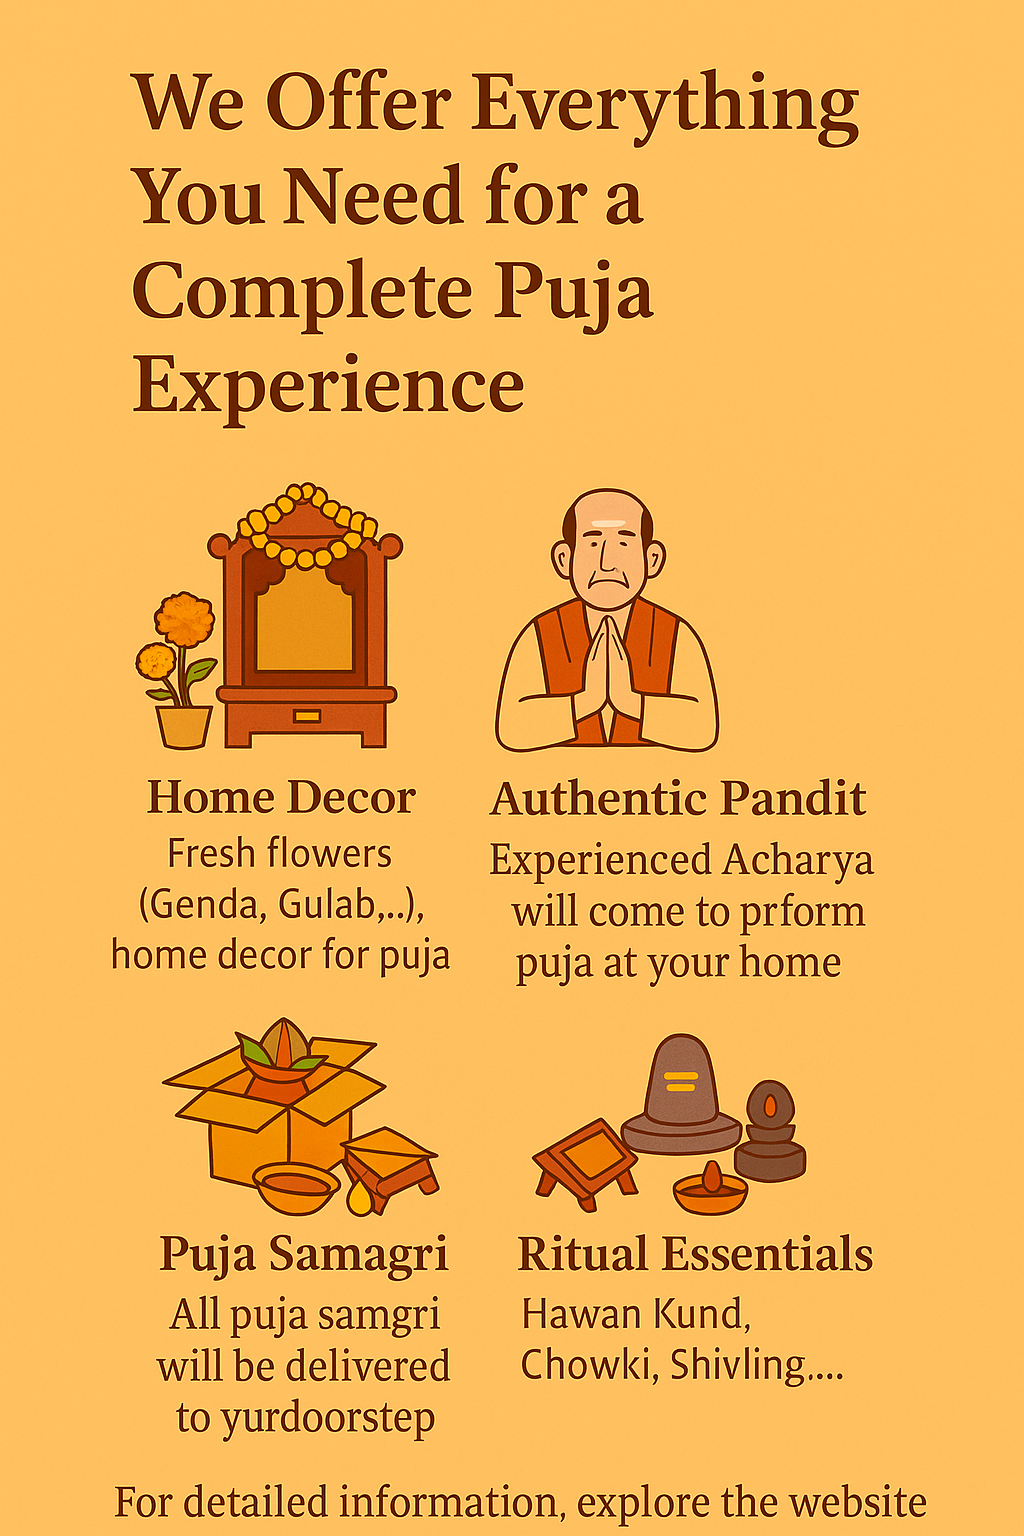 We Offer Everything
You Need for a
Complete Puja
Experience
Home Decor
Fresh flowers
(Genda, Gulab,..),
home decor for puja
Authentic Pandit
Experienced Acharya
will come to prform
puja at your home
Puja Samagri
All puja samgri
will be delivered
to yurdoorstep
Ritual Essentials
Hawan Kund,
Chowki, Shivling,...
For detailed information, explore the website